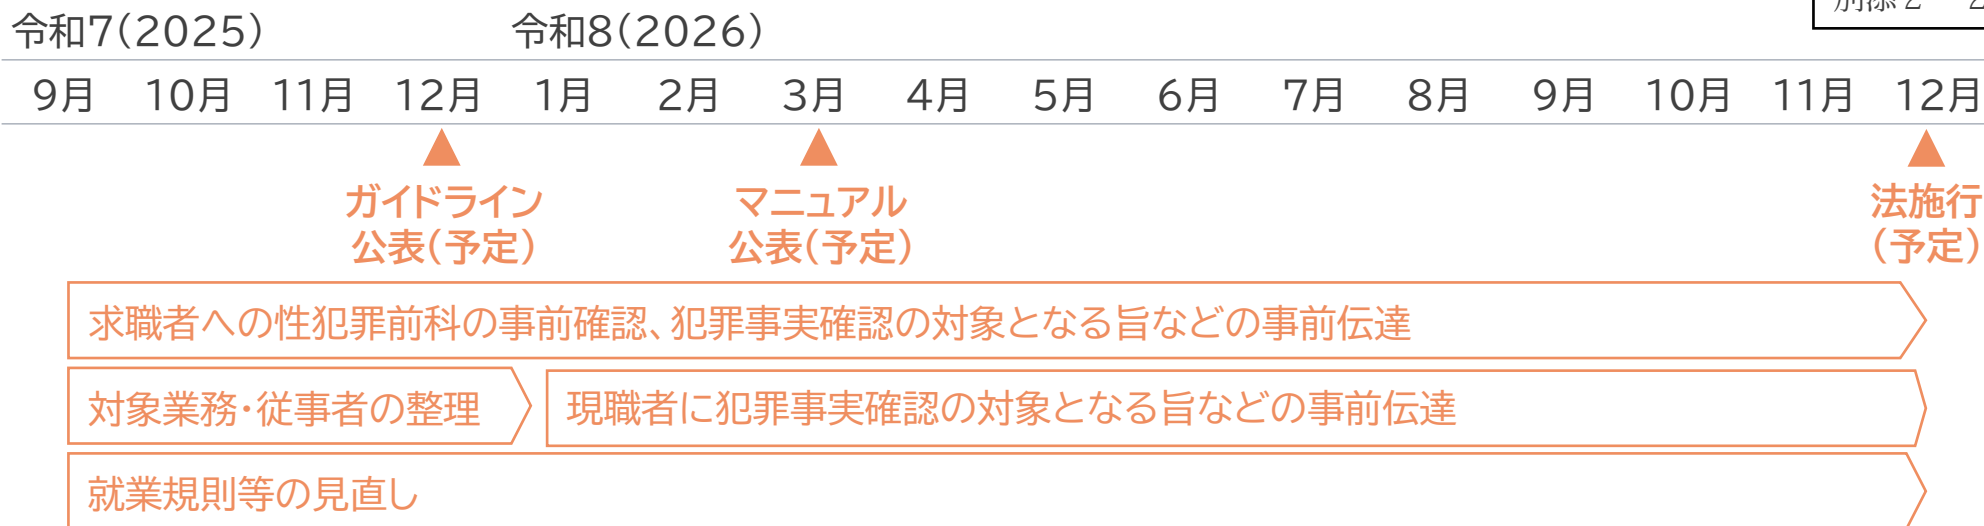 別添2
令和7(2025)
令和8(2026)
9月 10月 11月 12月 1月 2月 3月 4月 5月 6月 7月 8月 9月 10月 11月 12月
ガイドライン
公表(予定)
マニュアル
公表(予定)
法施行
(予定)
求職者への性犯罪前科の事前確認、犯罪事実確認の対象となる旨などの事前伝達
対象業務・従事者の整理
現職者に犯罪事実確認の対象となる旨などの事前伝達
就業規則等の見直し